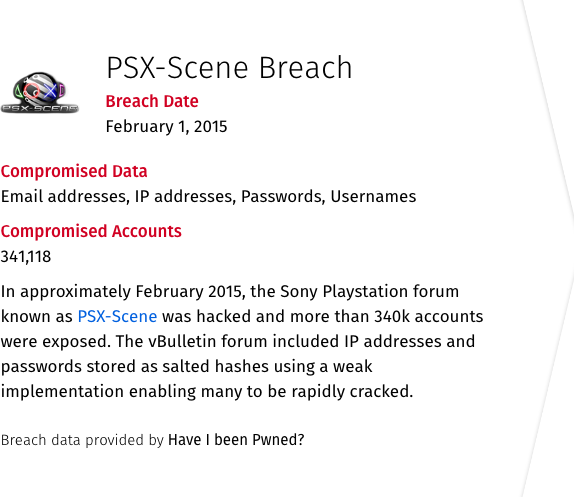 PSX-Scene Breach
PSX-SCENE
Breach Date
February 1, 2015
Compromised Data
Email addresses, IP addresses, Passwords, Usernames
Compromised Accounts
341,118
In approximately February 2015, the Sony Playstation forum
known as PSX-Scene was hacked and more than 340k accounts
were exposed. The vBulletin forum included IP addresses and
passwords stored as salted hashes using a weak
implementation enabling many to be rapidly cracked.
Breach data provided by Have I been Pwned?